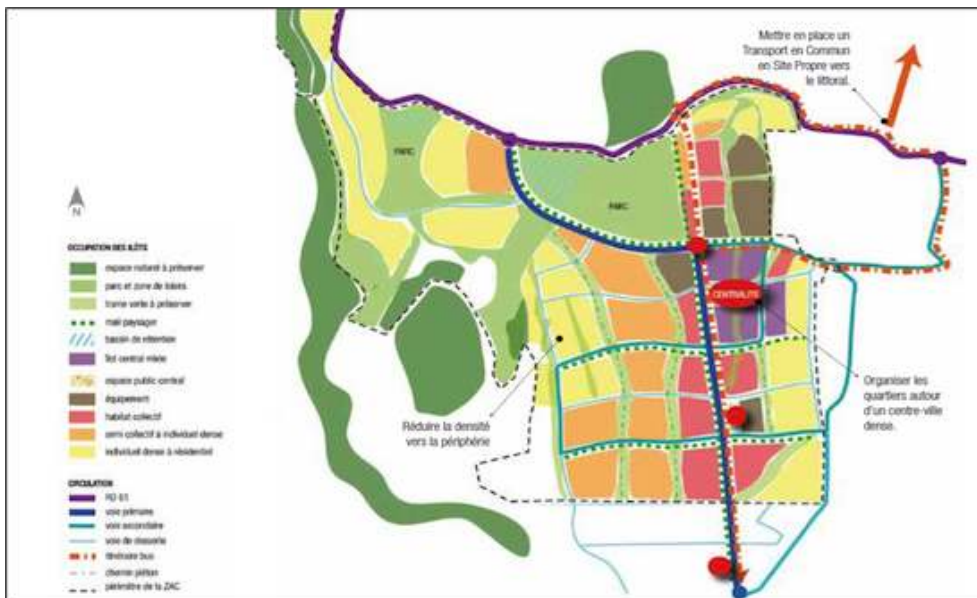 Mettre en place un
Transport en Commun
en Site Propre vers
le littoral.
PARC
PARC
N
CENTRALITÉ
OCCUPATION DES ILÔTS
espace naturel à préserver
parc et zone de loisirs
trame verte à préserver
mail paysager
bassin de rétention
îlot central mixte
espace public central
équipement
habitat collectif
semi collectif à individuel dense
individuel dense à résidentiel
Réduire la densité
vers la périphérie
Organiser les
quartiers autour
d'un centre-ville
dense.
CIRCULATION
RD 61
voie primaire
voie secondaire
voie de desserte
itinéraire bus
chemin piéton
périmètre de la ZAC